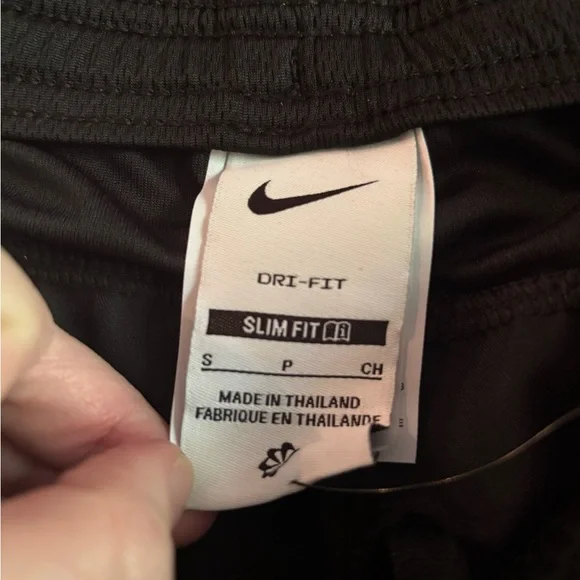 DRI-FIT
SLIM FIT
S P CH
MADE IN THAILAND
FABRIQUE EN THAILANDE